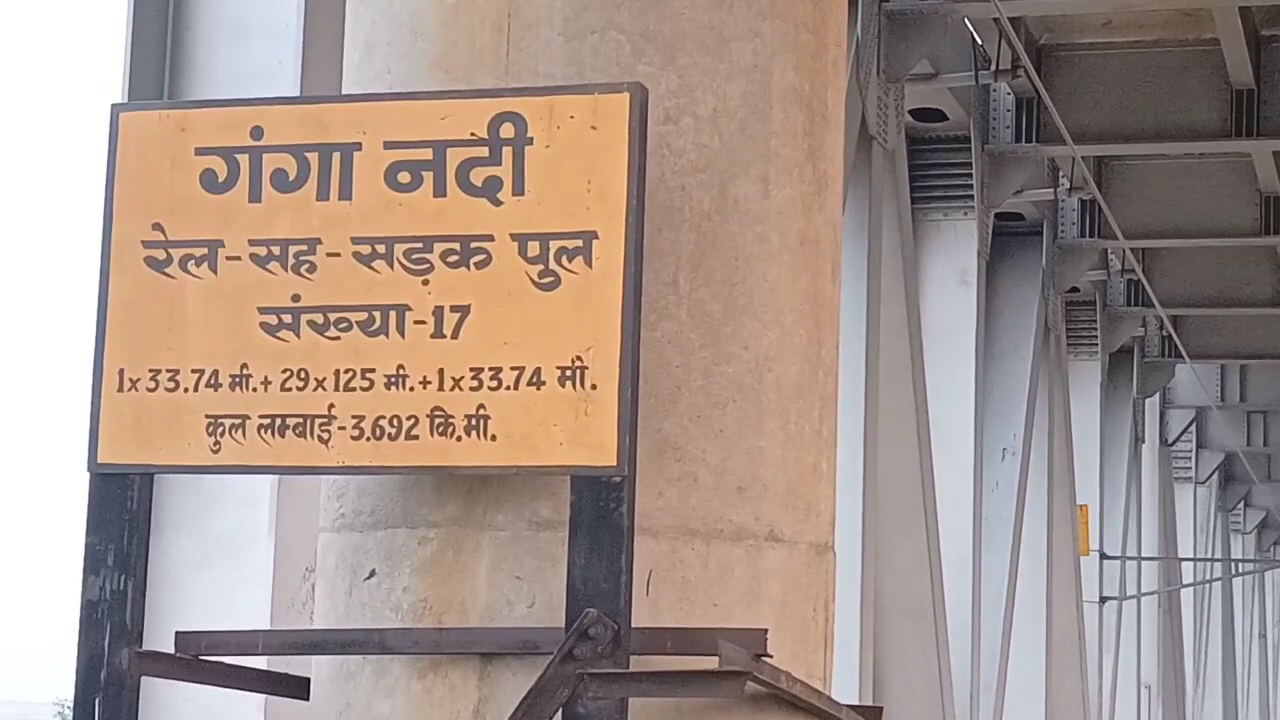 गंगा नदी
रेल-सह-सड़क पुल
संख्या-17
1x33.74 मी.+29x125 मी.+1x33.74 मी.
कुल लम्बाई-3.692 कि.मी.